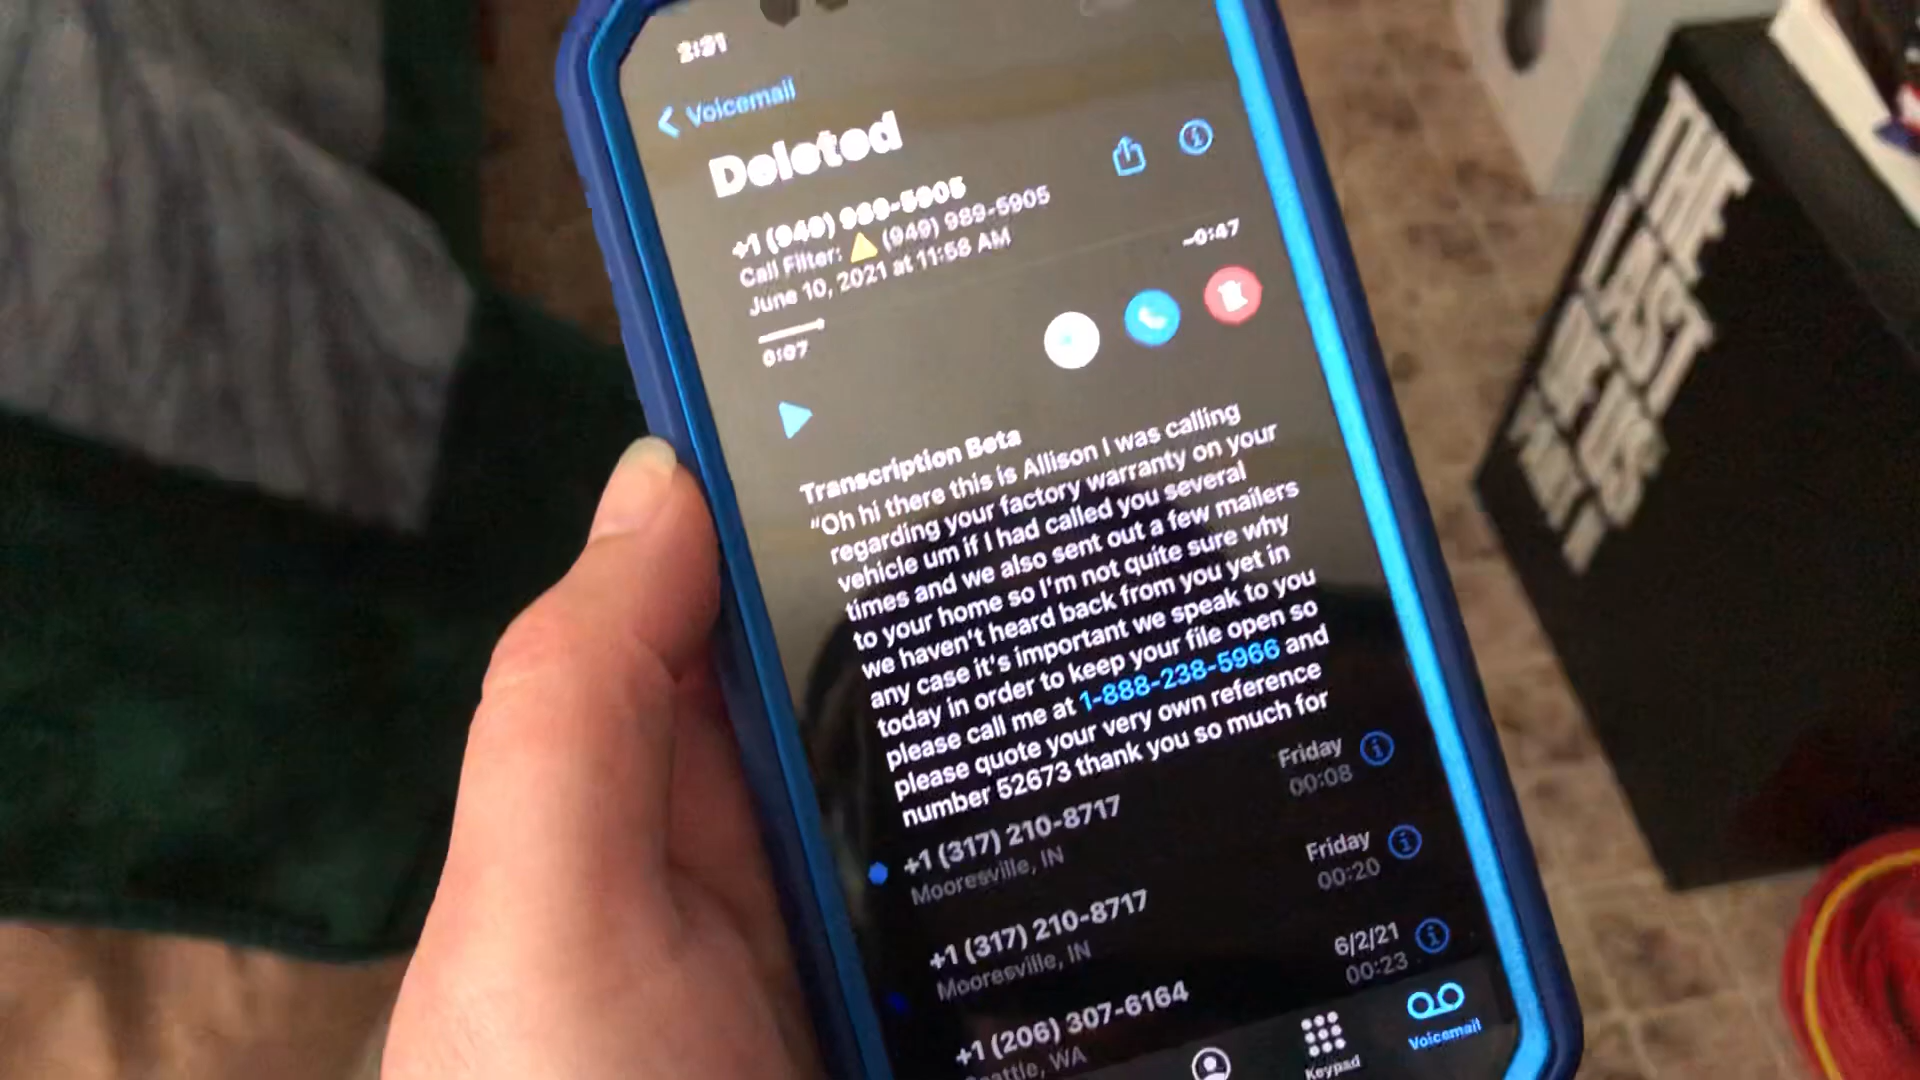 2:21
Voicemail
Deleted
+1 (949) 989-5905
Call Filter: ⚠ (949) 989-5905
June 10, 2021 at 11:58 AM
0:07
-0:47
Transcription Beta
“Oh hi there this is Allison I was calling
regarding your factory warranty on your
vehicle um if I had called you several
times and we also sent out a few mailers
to your home so I'm not quite sure why
we haven't heard back from you yet in
any case it's important we speak to you
today in order to keep your file open so
please call me at 1-888-238-5966 and
please quote your very own reference
number 52673 thank you so much for
+1 (317) 210-8717
Mooresville, IN
Friday
00:08
+1 (317) 210-8717
Mooresville, IN
Friday
00:20
+1 (206) 307-6164
Seattle, WA
6/2/21
00:23
Keypad
Voicemail
THE
LAST
OF US
PART I